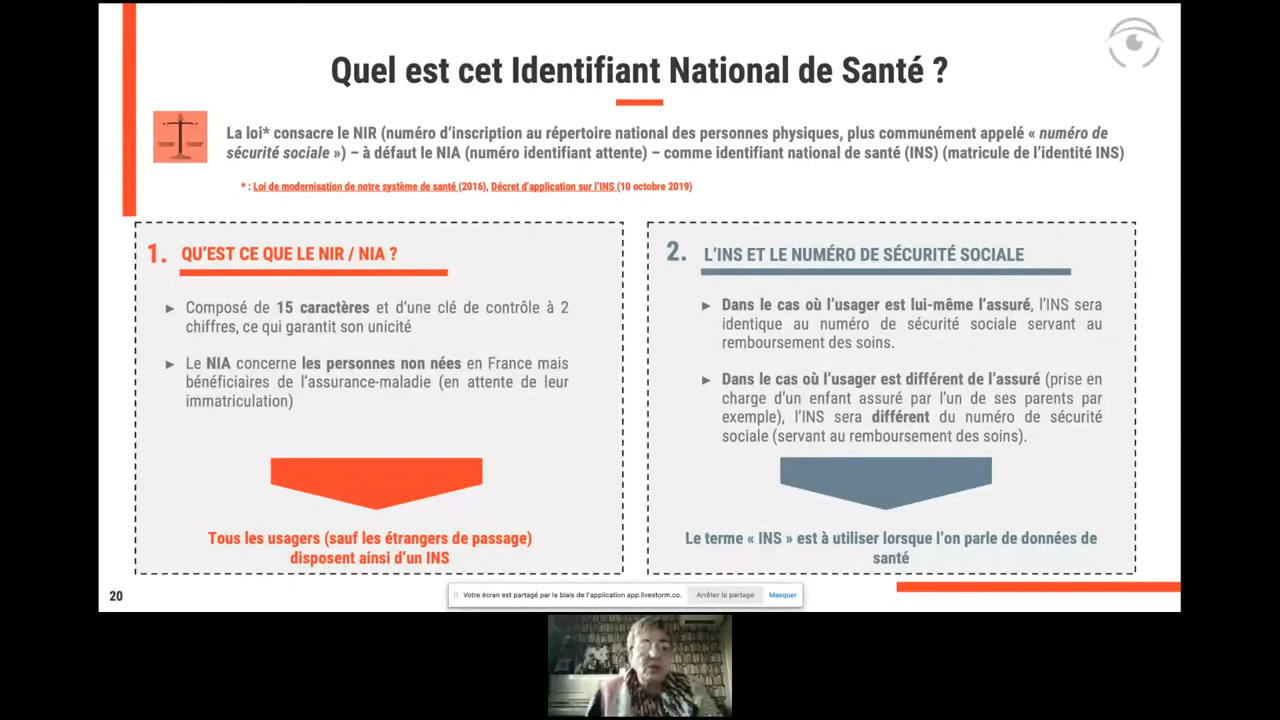 Quel est cet Identifiant National de Santé ?
La loi* consacre le NIR (numéro d'inscription au répertoire national des personnes physiques, plus communément appelé « numéro de
sécurité sociale ») – à défaut le NIA (numéro identifiant attente) – comme identifiant national de santé (INS) (matricule de l'identité INS)
* : Loi de modernisation de notre système de santé (2016), Décret d'application sur l'INS (10 octobre 2019)
1. QU'EST CE QUE LE NIR / NIA ?
► Composé de 15 caractères et d'une clé de contrôle à 2
chiffres, ce qui garantit son unicité
► Le NIA concerne les personnes non nées en France mais
bénéficiaires de l'assurance-maladie (en attente de leur
immatriculation)
Tous les usagers (sauf les étrangers de passage)
disposent ainsi d'un INS
2. L'INS ET LE NUMÉRO DE SÉCURITÉ SOCIALE
► Dans le cas où l'usager est lui-même l'assuré, l'INS sera
identique au numéro de sécurité sociale servant au
remboursement des soins.
► Dans le cas où l'usager est différent de l'assuré (prise en
charge d'un enfant assuré par l'un de ses parents par
exemple), l'INS sera différent du numéro de sécurité
sociale (servant au remboursement des soins).
Le terme « INS » est à utiliser lorsque l'on parle de données de
santé
20
Votre écran est partagé par le biais de l'application app.livestorm.co. Arrêter le partage Masquer